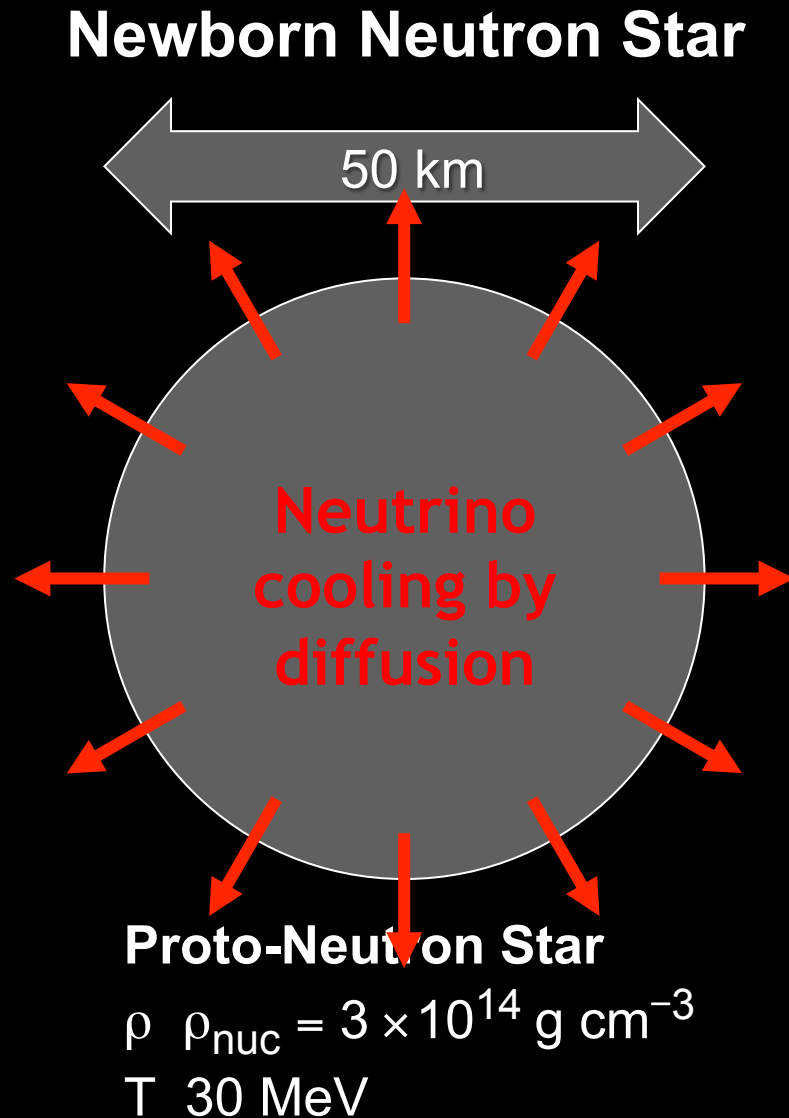 Newborn Neutron Star
50 km
Neutrino
cooling by
diffusion
Proto-Neutron Star
ρ ρnuc = 3 ×10¹⁴ g cm⁻³
T 30 MeV